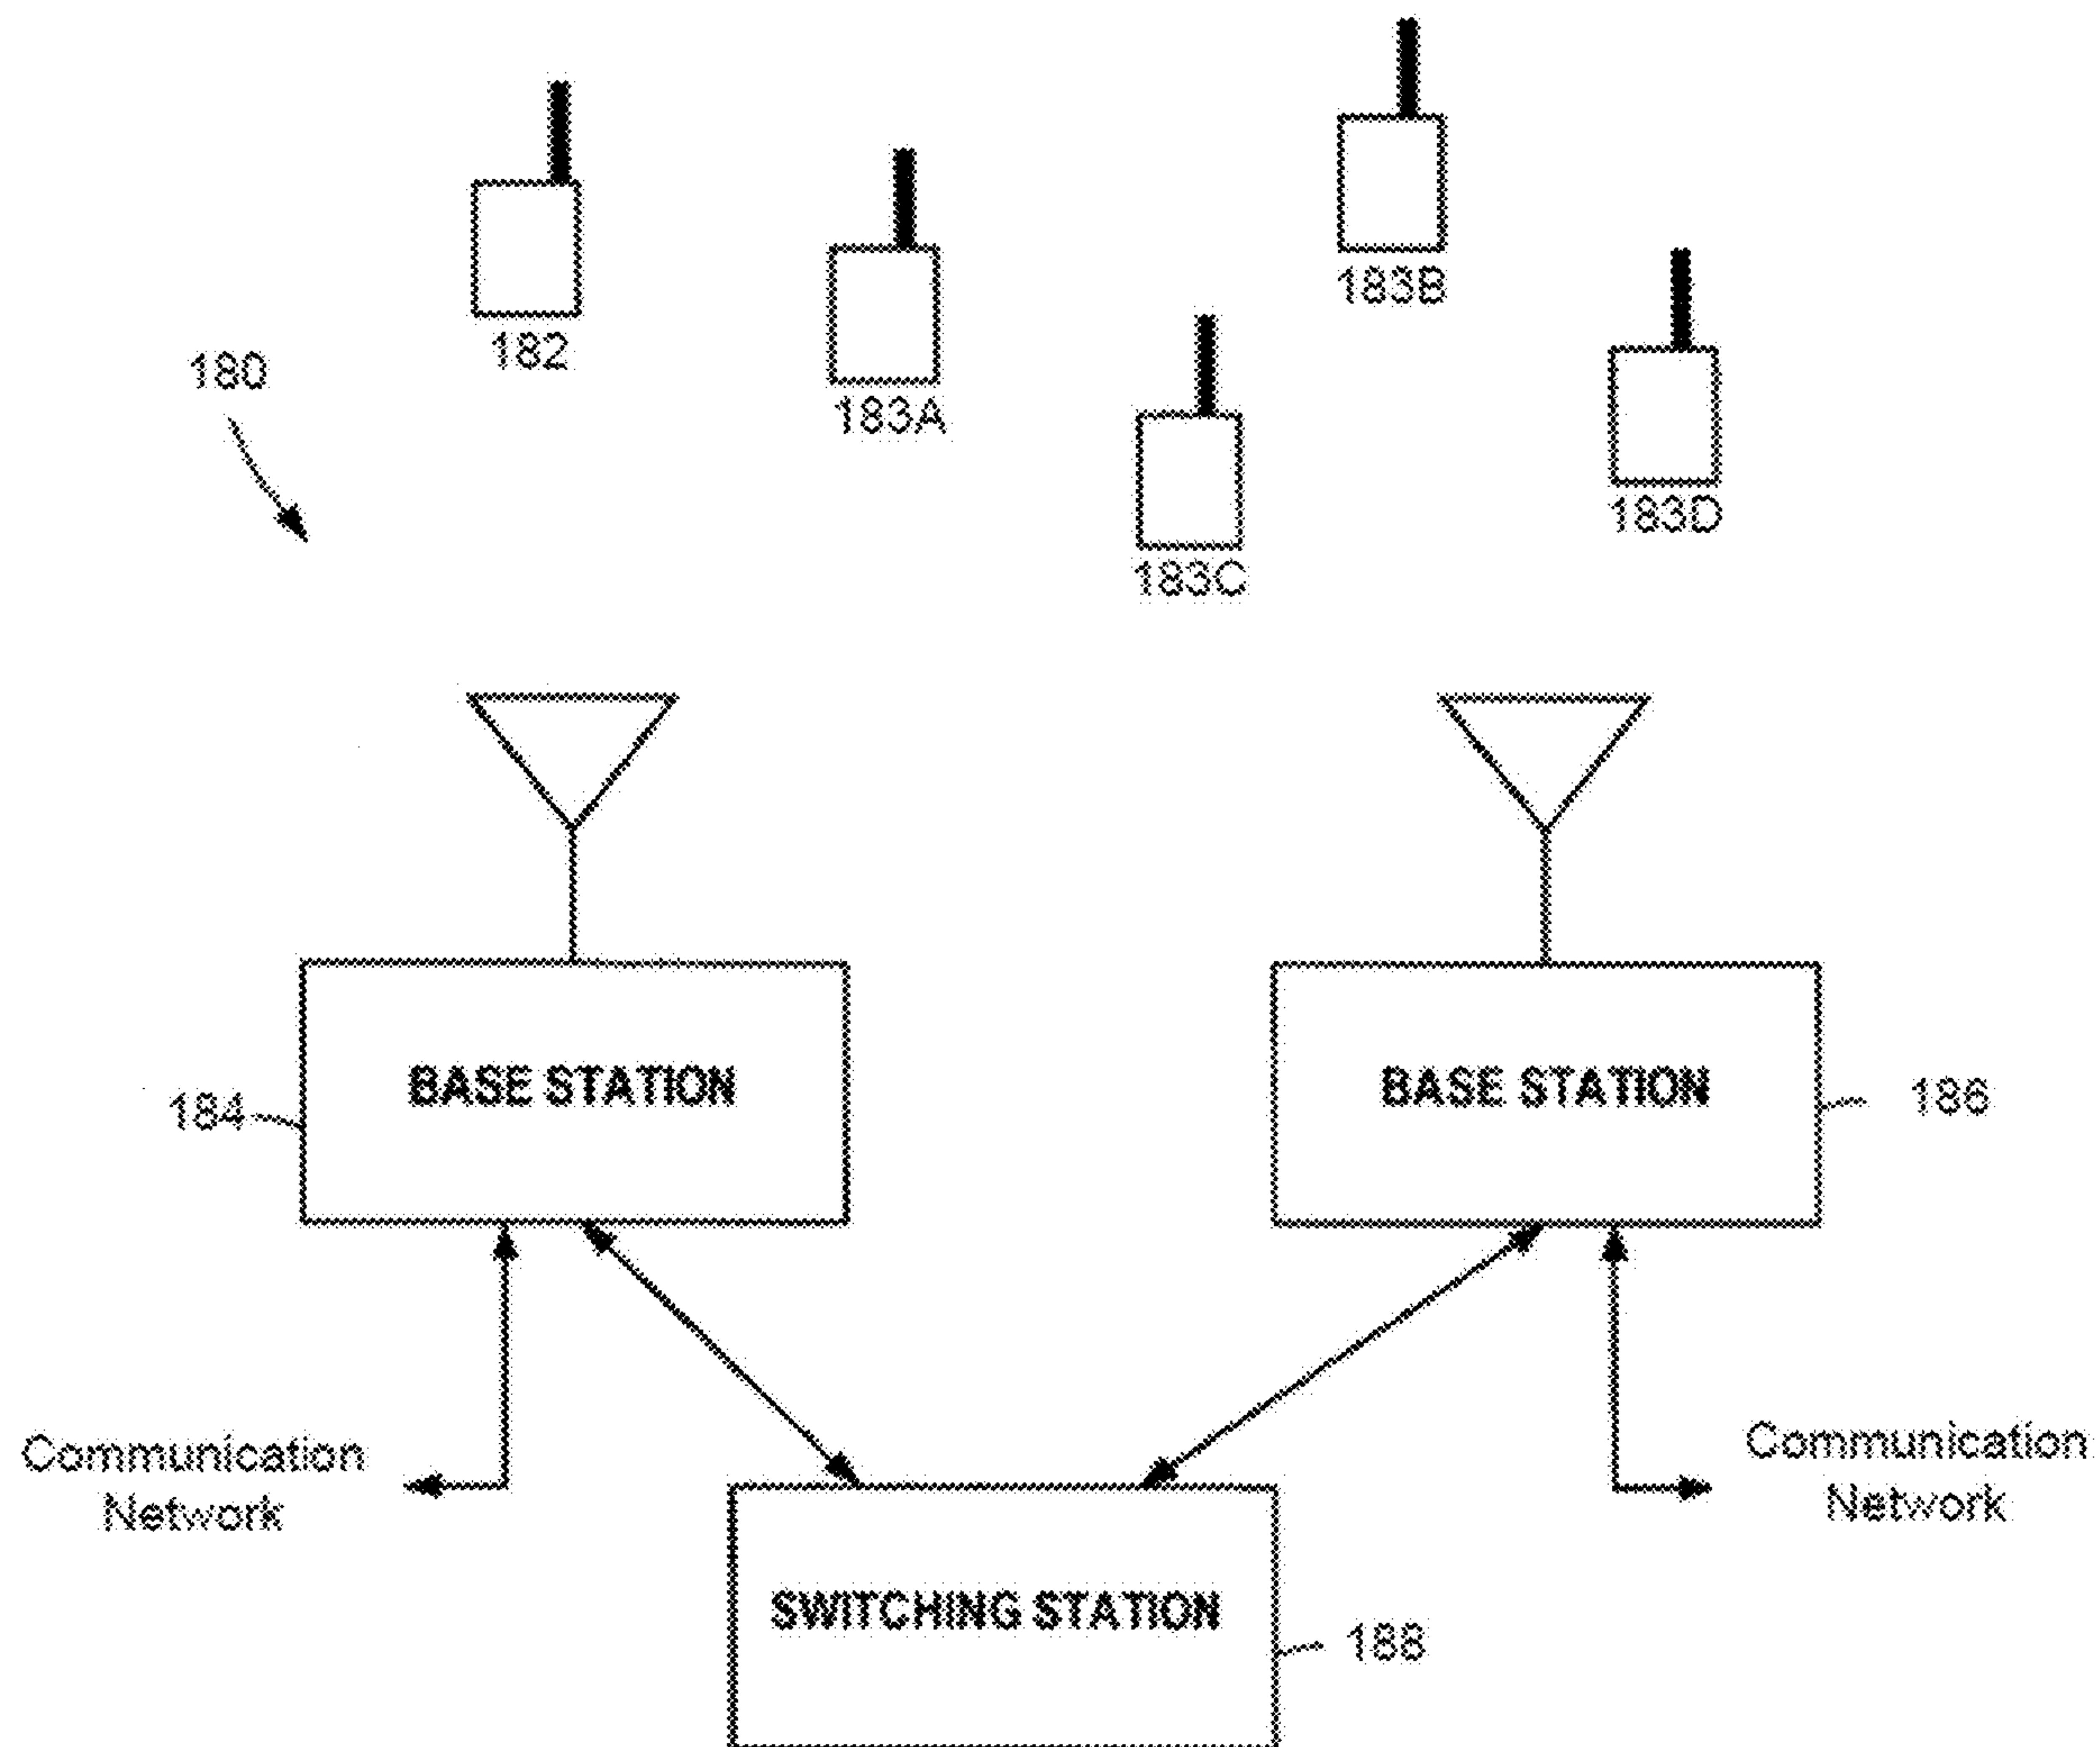 183B
182
180
183A
183D
183C
BASE STATION
BASE STATION
184
186
Communication
Network
Communication
Network
SWITCHING STATION
188